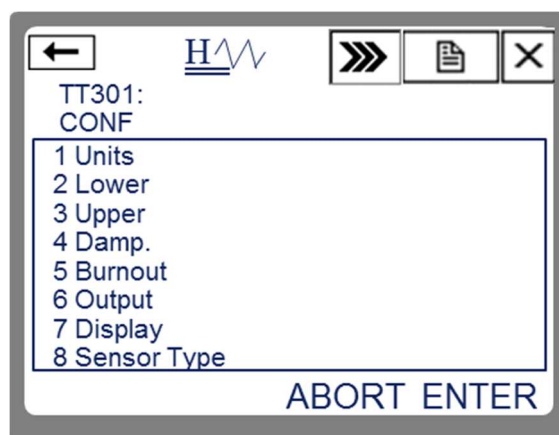 H
TT301:
CONF
1 Units
2 Lower
3 Upper
4 Damp.
5 Burnout
6 Output
7 Display
8 Sensor Type
ABORT ENTER